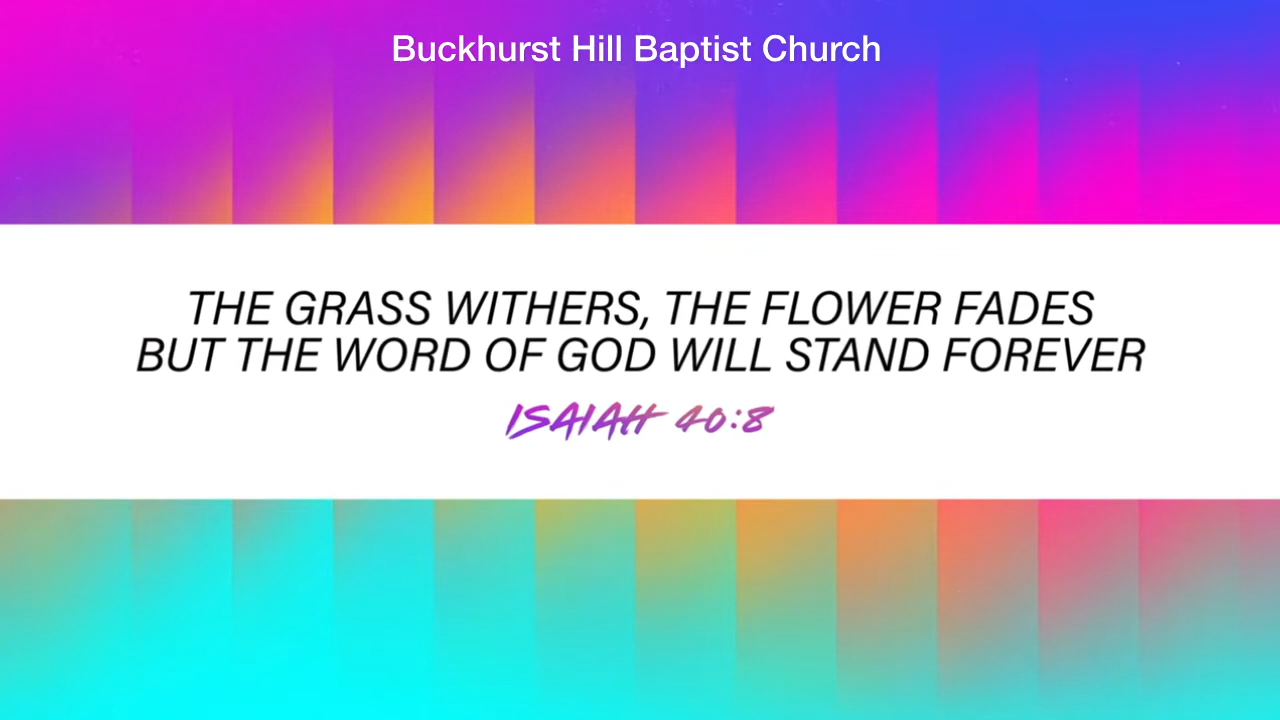 Buckhurst Hill Baptist Church
THE GRASS WITHERS, THE FLOWER FADES
BUT THE WORD OF GOD WILL STAND FOREVER
ISAIAH 40:8